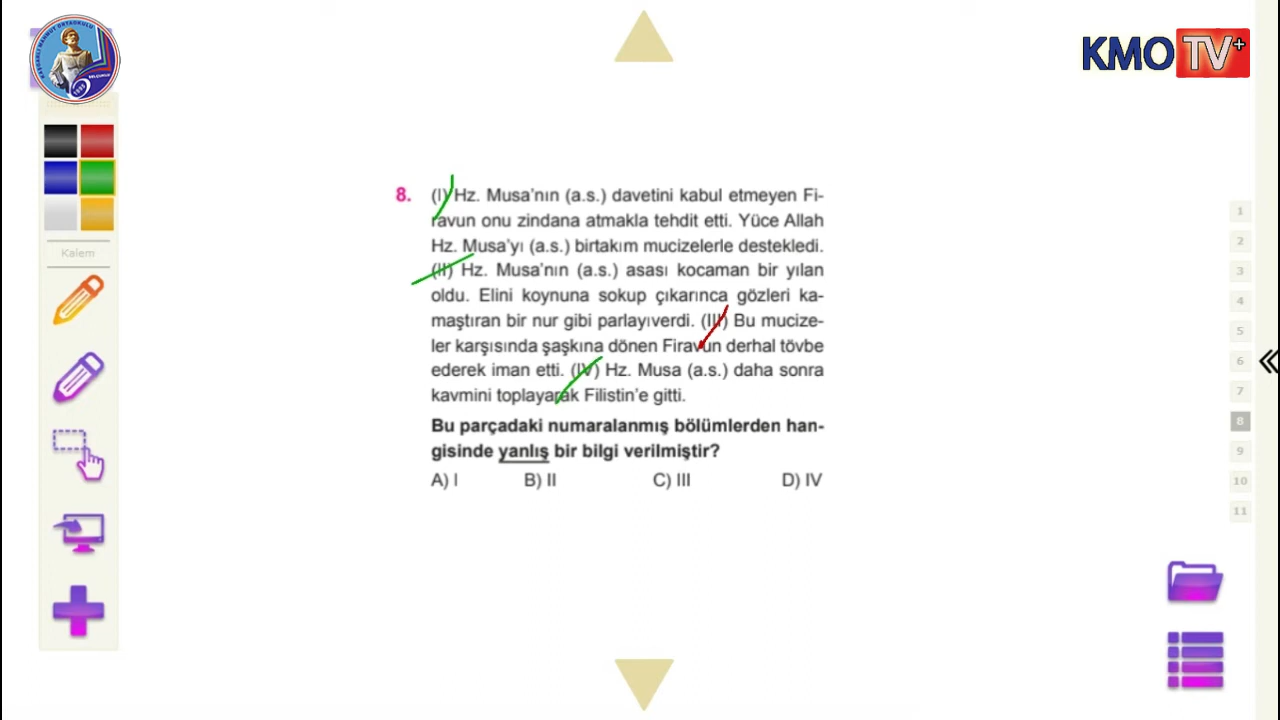 KMO TV+
Kalem
8. (I) Hz. Musa'nın (a.s.) davetini kabul etmeyen Fi-
ravun onu zindana atmakla tehdit etti. Yüce Allah
Hz. Musa'yı (a.s.) birtakım mucizelerle destekledi.
(II) Hz. Musa'nın (a.s.) asası kocaman bir yılan
oldu. Elini koynuna sokup çıkarınca gözleri ka-
maştıran bir nur gibi parlayıverdi. (III) Bu mucize-
ler karşısında şaşkına dönen Firavun derhal tövbe
ederek iman etti. (IV) Hz. Musa (a.s.) daha sonra
kavmini toplayarak Filistin'e gitti.
Bu parçadaki numaralanmış bölümlerden han-
gisinde yanlış bir bilgi verilmiştir?
A) I B) II C) III D) IV
1
2
3
4
5
6
7
8
9
10
11